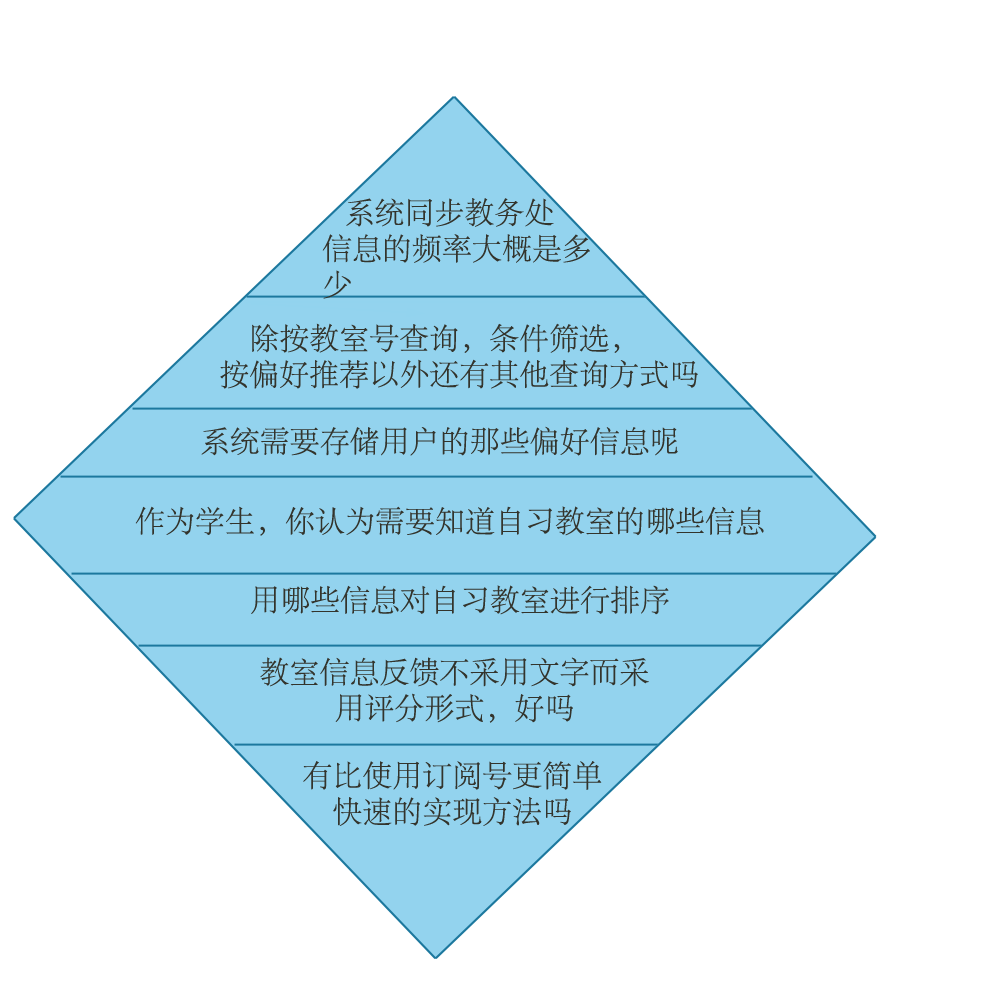 系统同步教务处
信息的频率大概是多
少
除按教室号查询，条件筛选，
按偏好推荐以外还有其他查询方式吗
系统需要存储用户的那些偏好信息呢
作为学生，你认为需要知道自习教室的哪些信息
用哪些信息对自习教室进行排序
教室信息反馈不采用文字而采
用评分形式，好吗
有比使用订阅号更简单
快速的实现方法吗